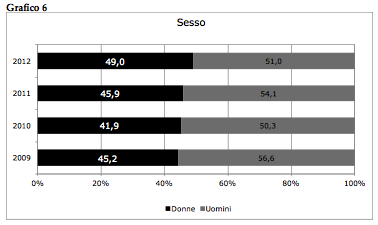 Grafico 6
Sesso
2012 49,0 51,0
2011 45,9 54,1
2010 41,9 50,3
2009 45,2 56,6
0% 20% 40% 60% 80% 100%
Donne Uomini